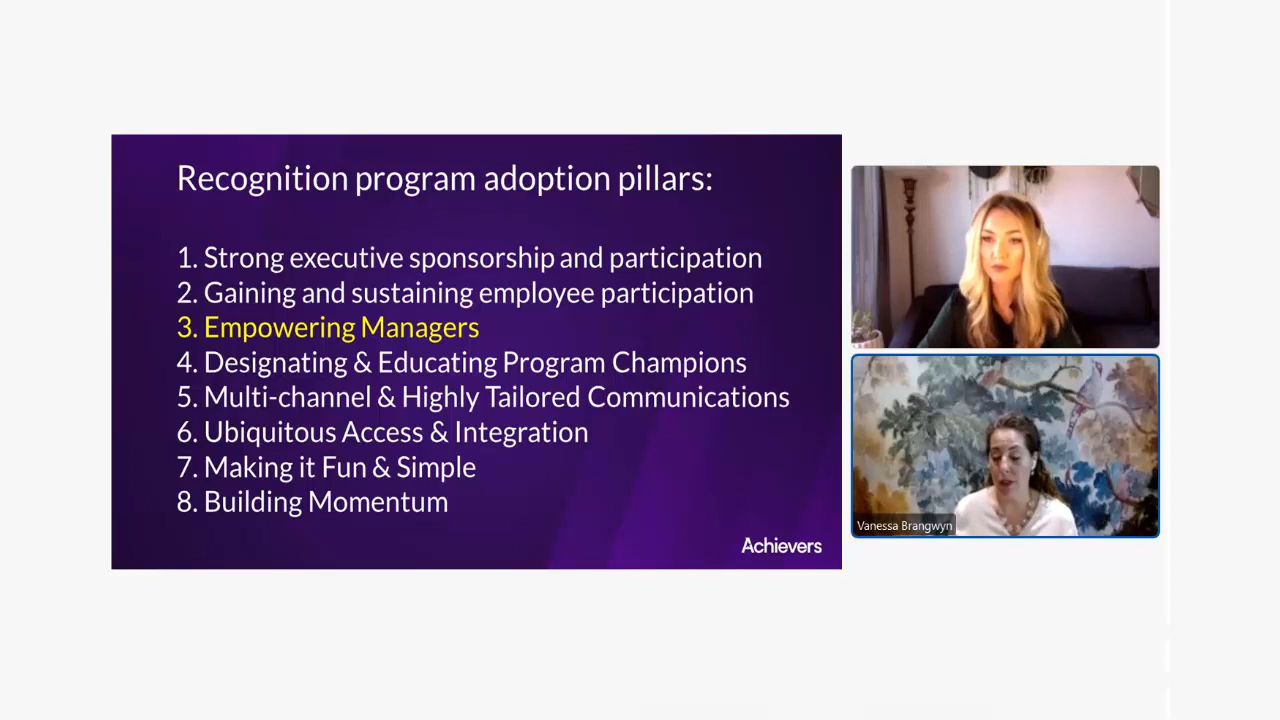 Recognition program adoption pillars:
1. Strong executive sponsorship and participation
2. Gaining and sustaining employee participation
3. Empowering Managers
4. Designating & Educating Program Champions
5. Multi-channel & Highly Tailored Communications
6. Ubiquitous Access & Integration
7. Making it Fun & Simple
8. Building Momentum
Achievers
Vanessa Brangwyn